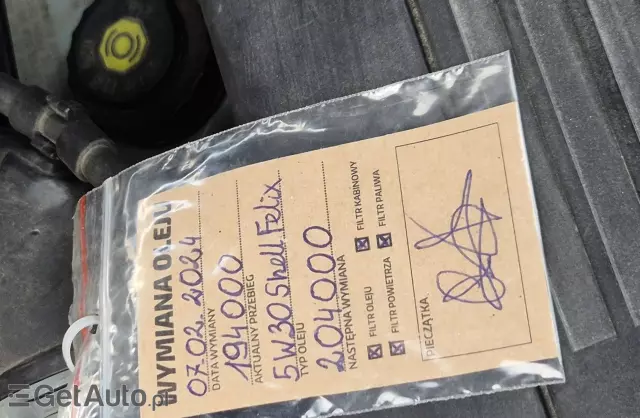 WYMIANA OLEJU
07.02.2024
DATA WYMIANY
194000
AKTUALNY PRZEBIEG
5W30 Shell Felix
TYP OLEJU
204000
NASTĘPNA WYMIANA
☒ FILTR OLEJU ☒ FILTR KABINOWY
☒ FILTR POWIETRZA ☒ FILTR PALIWA
PIECZĄTKA
GetAuto.pl